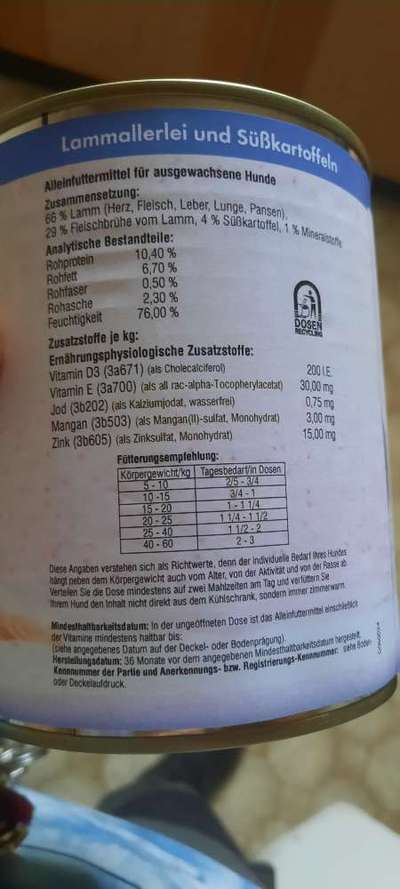 Lammallerlei und Süßkartoffeln
Alleinfuttermittel für ausgewachsene Hunde
Zusammensetzung:
66 % Lamm (Herz, Fleisch, Leber, Lunge, Pansen),
29 % Fleischbrühe vom Lamm, 4 % Süßkartoffel, 1 % Mineralstoffe
Analytische Bestandteile:
Rohprotein 10,40 %
Rohfett 6,70 %
Rohfaser 0,50 %
Rohasche 2,30 %
Feuchtigkeit 76,00 %
DOSEN
RECYCLING
Zusatzstoffe je kg:
Ernährungsphysiologische Zusatzstoffe:
Vitamin D3 (3a671) (als Cholecalciferol) 200 I.E.
Vitamin E (3a700) (als all rac-alpha-Tocopherylacetat) 30,00 mg
Jod (3b202) (als Kalziumjodat, wasserfrei) 0,75 mg
Mangan (3b503) (als Mangan(II)-sulfat, Monohydrat) 3,00 mg
Zink (3b605) (als Zinksulfat, Monohydrat) 15,00 mg
Fütterungsempfehlung:
Körpergewicht/kg Tagesbedarf/in Dosen
5 - 10 2/5 - 3/4
10 -15 3/4 - 1
15 - 20 1 - 1 1/4
20 - 25 1 1/4 - 1 1/2
25 - 40 1 1/2 - 2
40 - 60 2 - 3
Diese Angaben verstehen sich als Richtwerte, denn der individuelle Bedarf Ihres Hundes
hängt neben dem Körpergewicht auch vom Alter, von der Aktivität und von der Rasse ab.
Verteilen Sie die Dose mindestens auf zwei Mahlzeiten am Tag und verfüttern Sie
Ihrem Hund den Inhalt nicht direkt aus dem Kühlschrank, sondern immer zimmerwarm.
Mindesthaltbarkeitsdatum: In der ungeöffneten Dose ist das Alleinfuttermittel einschließlich
der Vitamine mindestens haltbar bis:
(siehe angegebenes Datum auf der Deckel- oder Bodenprägung).
Herstellungsdatum: 36 Monate vor dem angegebenen Mindesthaltbarkeitsdatum hergestellt.
Kennnummer der Partie und Anerkennungs- bzw. Registrierungs-Kennnummer: siehe Boden-
oder Deckelaufdruck.